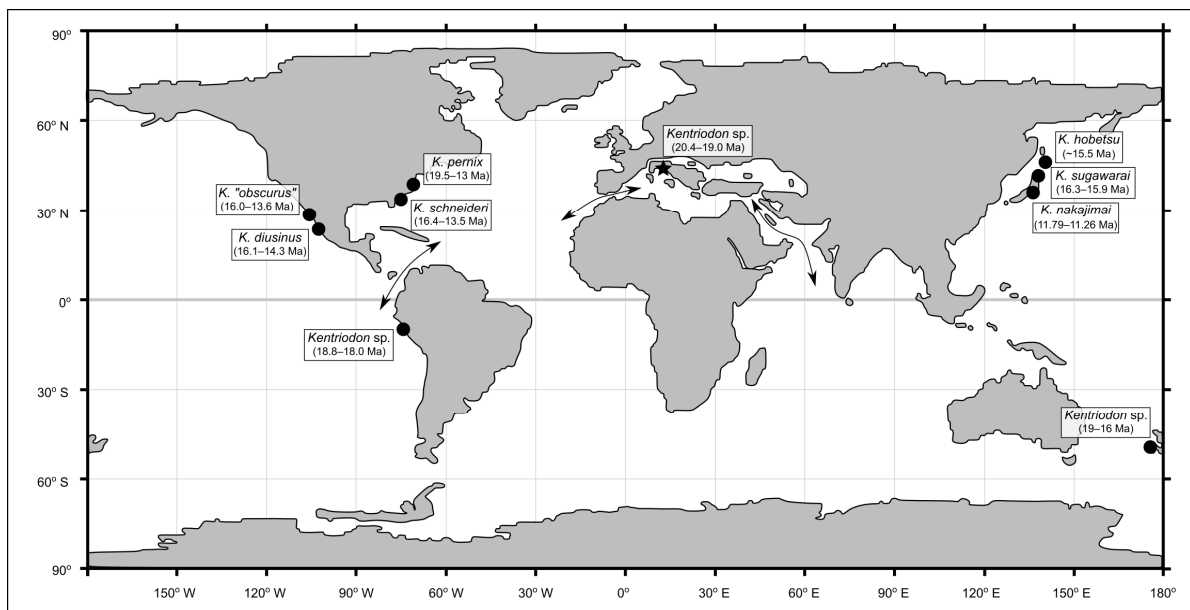 90°
60° N
30° N
0°
30° S
60° S
90°
Kentriodon sp.
(20.4–19.0 Ma)
K. hobetsu
(~15.5 Ma)
K. sugawarai
(16.3–15.9 Ma)
K. nakajimai
(11.79–11.26 Ma)
K. pernix
(19.5–13 Ma)
K. "obscurus"
(16.0–13.6 Ma)
K. schneideri
(16.4–13.5 Ma)
K. diusinus
(16.1–14.3 Ma)
Kentriodon sp.
(18.8–18.0 Ma)
Kentriodon sp.
(19–16 Ma)
150° W 120° W 90° W 60° W 30° W 0° 30° E 60° E 90° E 120° E 150° E 180°